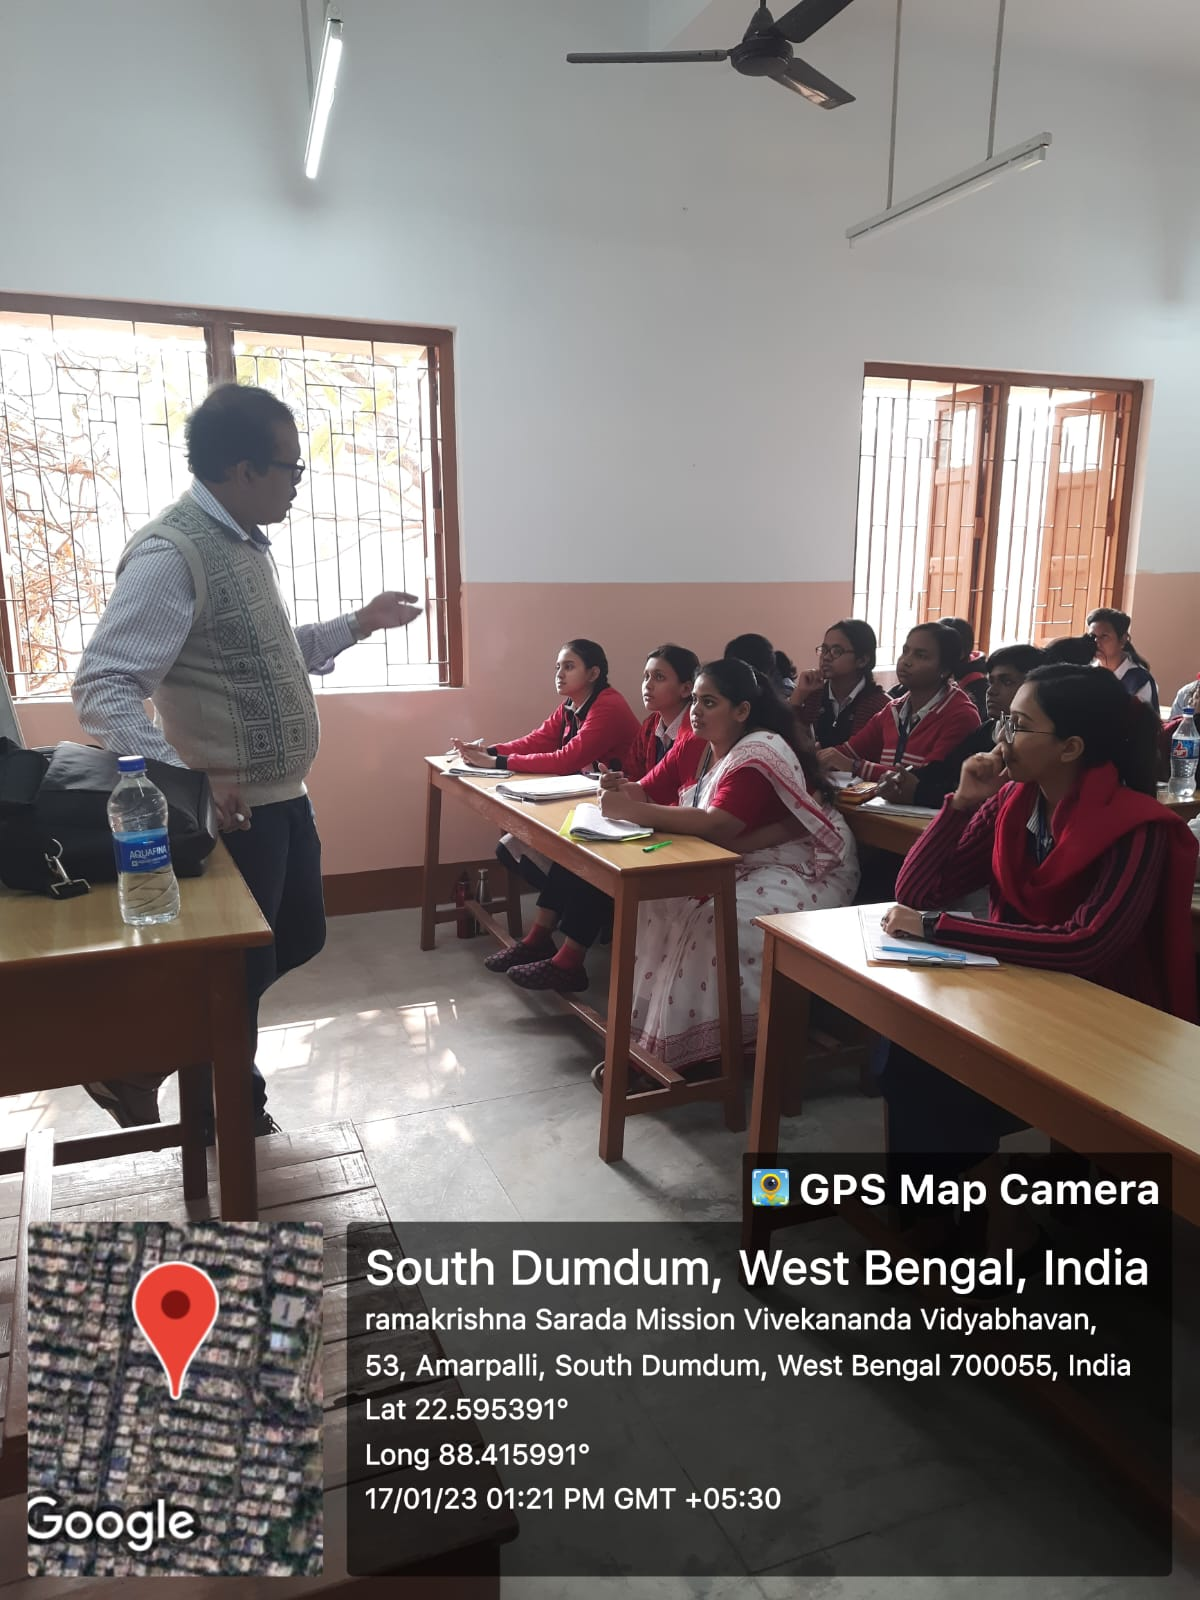 AQUAFINA
GPS Map Camera
South Dumdum, West Bengal, India
ramakrishna Sarada Mission Vivekananda Vidyabhavan,
53, Amarpalli, South Dumdum, West Bengal 700055, India
Lat 22.595391°
Long 88.415991°
17/01/23 01:21 PM GMT +05:30
Google